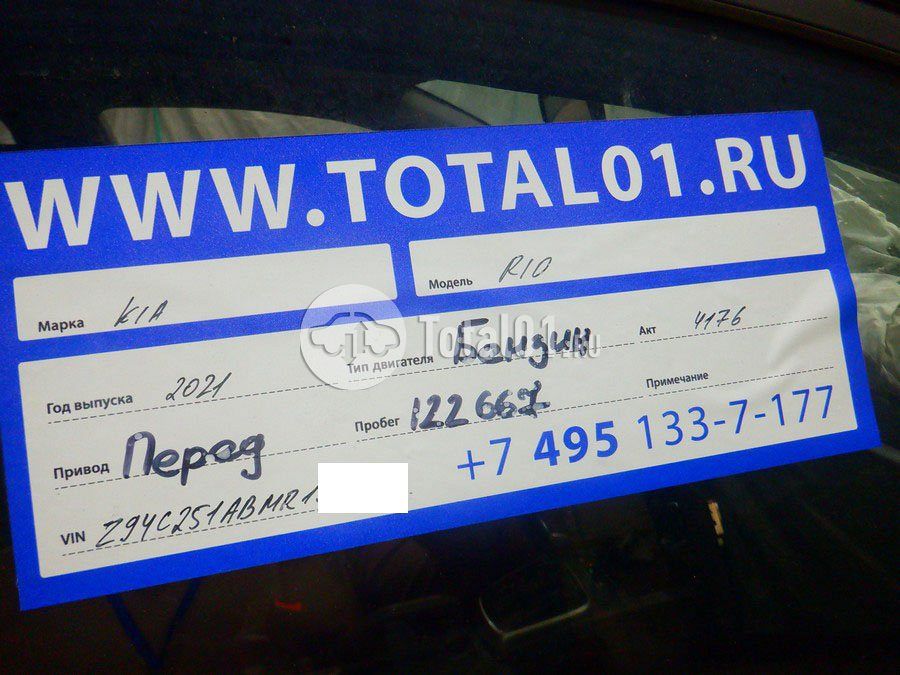 WWW.TOTAL01.RU
Марка KIA Модель RIO
Год выпуска 2021 Тип двигателя Бензин Акт 4176
Привод Перед Пробег 122 667 Примечание
+7 495 133-7-177
VIN Z94C251ABMR1
Total01.RU